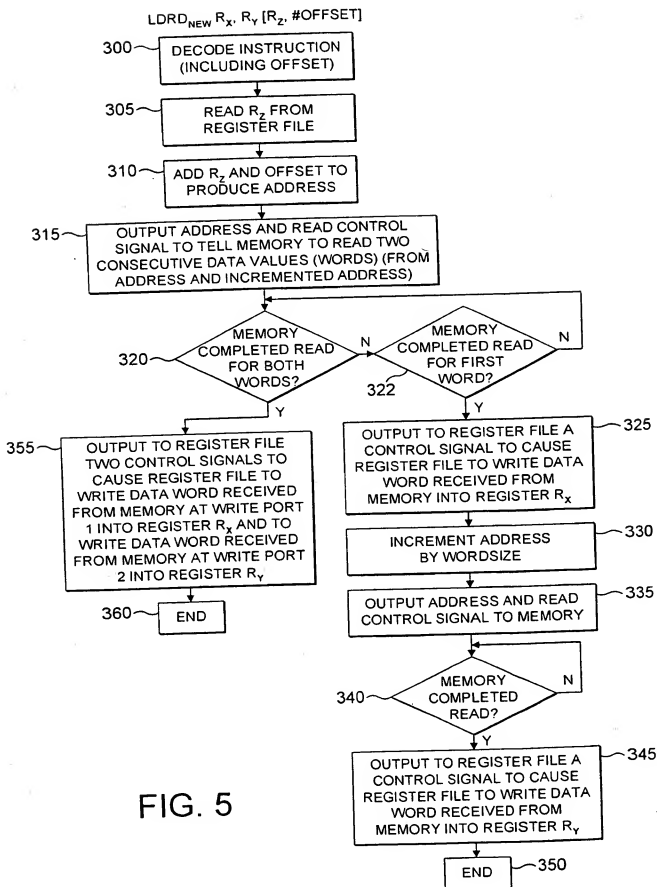 LDRD_NEW R_X, R_Y [R_Z, #OFFSET]
300
DECODE INSTRUCTION
(INCLUDING OFFSET)
305
READ R_Z FROM
REGISTER FILE
310
ADD R_Z AND OFFSET TO
PRODUCE ADDRESS
315
OUTPUT ADDRESS AND READ CONTROL
SIGNAL TO TELL MEMORY TO READ TWO
CONSECUTIVE DATA VALUES (WORDS) (FROM
ADDRESS AND INCREMENTED ADDRESS)
320
MEMORY
COMPLETED READ
FOR BOTH
WORDS?
N
Y
322
MEMORY
COMPLETED READ
FOR FIRST
WORD?
N
Y
355
OUTPUT TO REGISTER FILE
TWO CONTROL SIGNALS TO
CAUSE REGISTER FILE TO
WRITE DATA WORD RECEIVED
FROM MEMORY AT WRITE PORT
1 INTO REGISTER R_X AND TO
WRITE DATA WORD RECEIVED
FROM MEMORY AT WRITE PORT
2 INTO REGISTER R_Y
360
END
325
OUTPUT TO REGISTER FILE A
CONTROL SIGNAL TO CAUSE
REGISTER FILE TO WRITE DATA
WORD RECEIVED FROM
MEMORY INTO REGISTER R_X
330
INCREMENT ADDRESS
BY WORDSIZE
335
OUTPUT ADDRESS AND READ
CONTROL SIGNAL TO MEMORY
340
MEMORY
COMPLETED
READ?
N
Y
345
OUTPUT TO REGISTER FILE A
CONTROL SIGNAL TO CAUSE
REGISTER FILE TO WRITE DATA
WORD RECEIVED FROM
MEMORY INTO REGISTER R_Y
END
350
FIG. 5